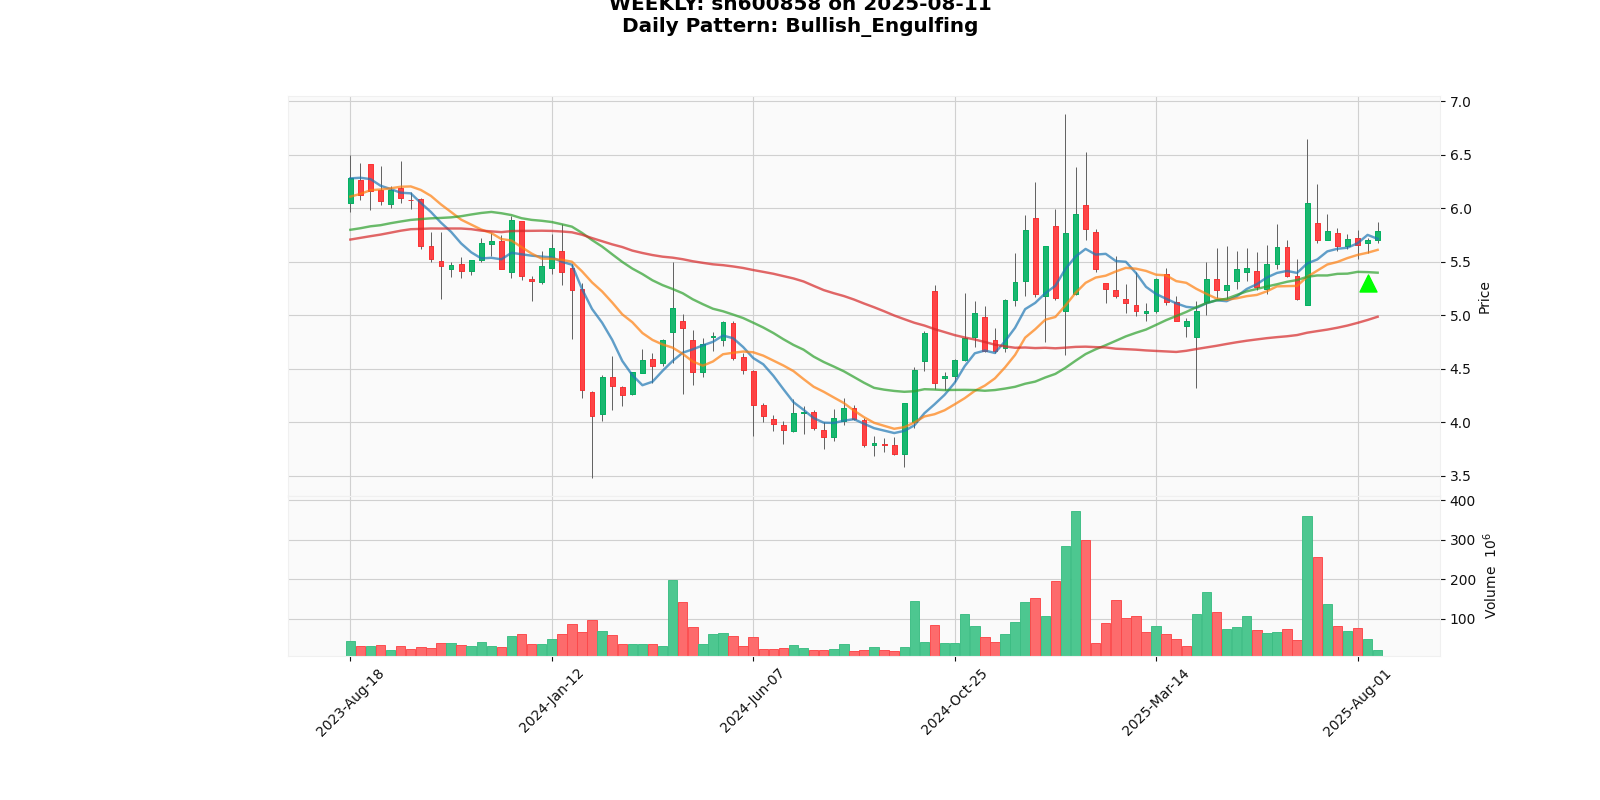 WEEKLY: sh600858 on 2025-08-11
Daily Pattern: Bullish_Engulfing
7.0
6.5
6.0
5.5
5.0
4.5
4.0
3.5
Price
400
300
200
100
Volume 10^6
2023-Aug-18
2024-Jan-12
2024-Jun-07
2024-Oct-25
2025-Mar-14
2025-Aug-01